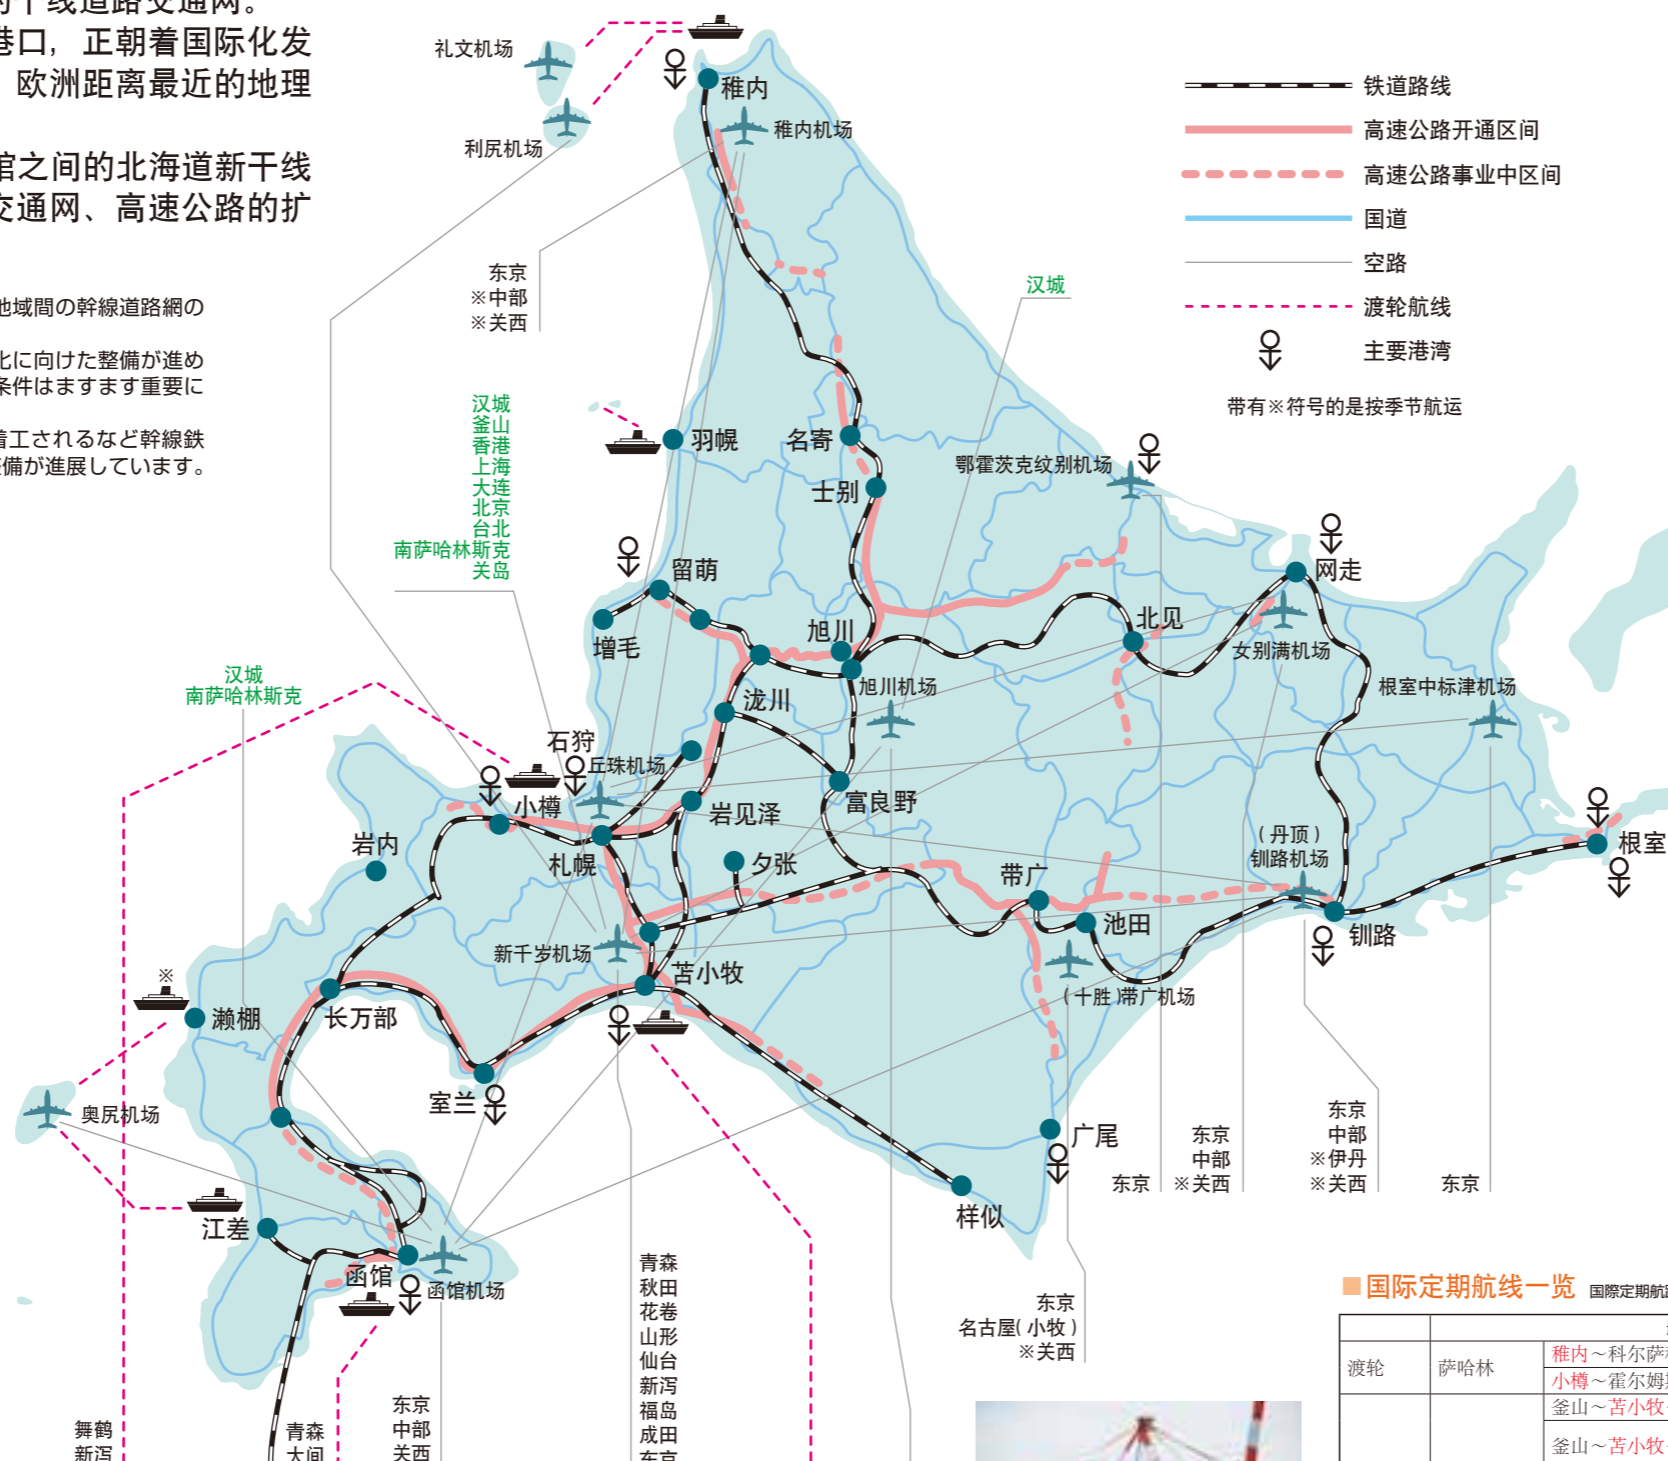 的干线道路交通网。
港口，正朝着国际化发
欧洲距离最近的地理
馆之间的北海道新干线
交通网、高速公路的扩
地域間の幹線道路網の
化に向けた整備が進め
条件はますます重要に
着工されるなど幹線鉄
整備が進展しています。
铁道路线
高速公路开通区间
高速公路事业中区间
国道
空路
渡轮航线
主要港湾
带有※符号的是按季节航运
礼文机场
利尻机场
稚内
稚内机场
东京
※中部
※关西
汉城
汉城
釜山
香港
上海
大连
北京
台北
南萨哈林斯克
关岛
羽幌
名寄
士别
鄂霍茨克纹别机场
留萌
增毛
旭川
旭川机场
北见
网走
女别满机场
根室中标津机场
汉城
南萨哈林斯克
泷川
石狩
丘珠机场
小樽
岩内
札幌
岩见泽
富良野
夕张
带广
池田
(丹顶)
钏路机场
根室
钏路
新千岁机场
苫小牧
(十胜)带广机场
※
濑棚
长万部
室兰
奥尻机场
江差
函馆
函馆机场
广尾
样似
东京
东京
中部
※关西
东京
中部
※伊丹
※关西
东京
东京
名古屋(小牧)
※关西
青森
秋田
花卷
山形
仙台
新泻
福岛
成田
东京
舞鹤
新泻
青森
大间
东京
中部
关西
■国际定期航线一览 国際定期航路
渡轮
萨哈林
稚内～科尔萨
小樽～霍尔姆
釜山～苫小牧
釜山～苫小牧